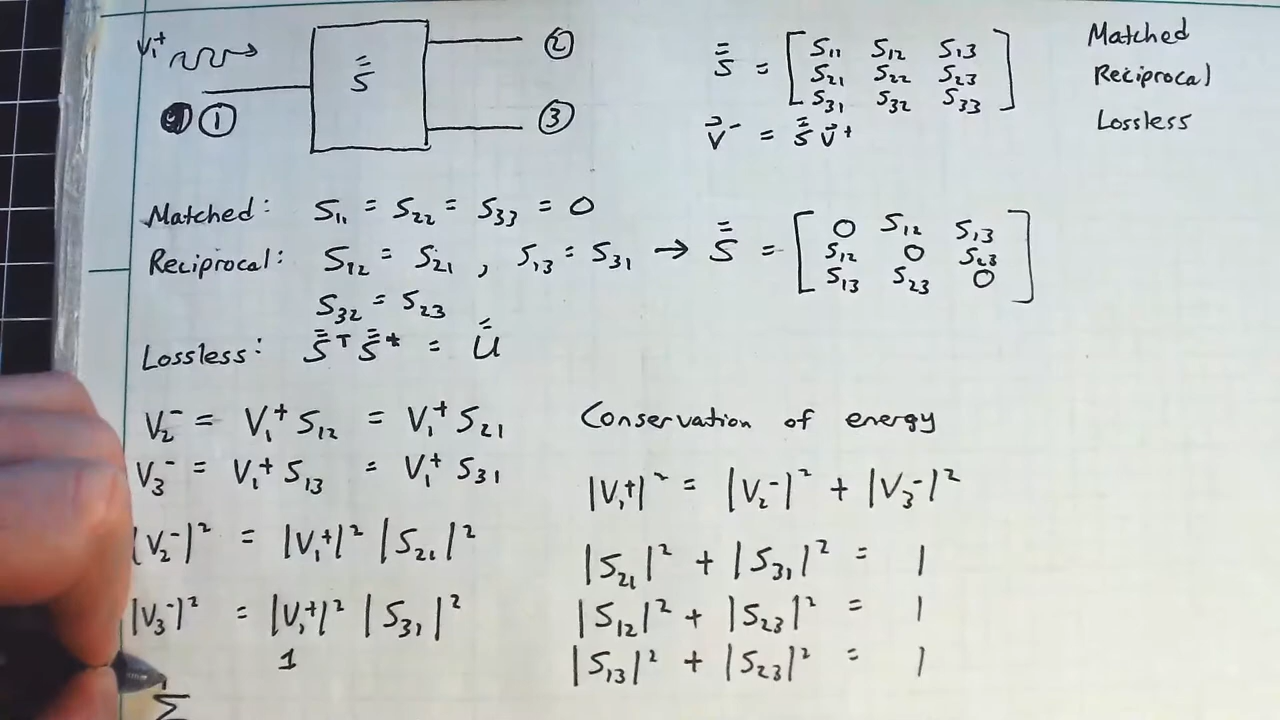 V₁⁺ S̿ ② S̿ = [ S₁₁ S₁₂ S₁₃ Matched
S₂₁ S₂₂ S₂₃ Reciprocal
① ③ S₃₁ S₃₂ S₃₃ ] Lossless
V⃗⁻ = S̿ V⃗⁺
Matched: S₁₁ = S₂₂ = S₃₃ = 0
Reciprocal: S₁₂ = S₂₁ , S₁₃ = S₃₁ → S̿ = [ 0 S₁₂ S₁₃
S₁₂ 0 S₂₃
S₁₃ S₂₃ 0 ]
S₃₂ = S₂₃
Lossless: S̿ᵀ S̿* = U̿
V₂⁻ = V₁⁺ S₁₂ = V₁⁺ S₂₁
V₃⁻ = V₁⁺ S₁₃ = V₁⁺ S₃₁
|V₂⁻|² = |V₁⁺|² |S₂₁|²
|V₃⁻|² = |V₁⁺|² |S₃₁|²
1
Σ
Conservation of energy
|V₁⁺|² = |V₂⁻|² + |V₃⁻|²
|S₂₁|² + |S₃₁|² = 1
|S₁₂|² + |S₂₃|² = 1
|S₁₃|² + |S₂₃|² = 1